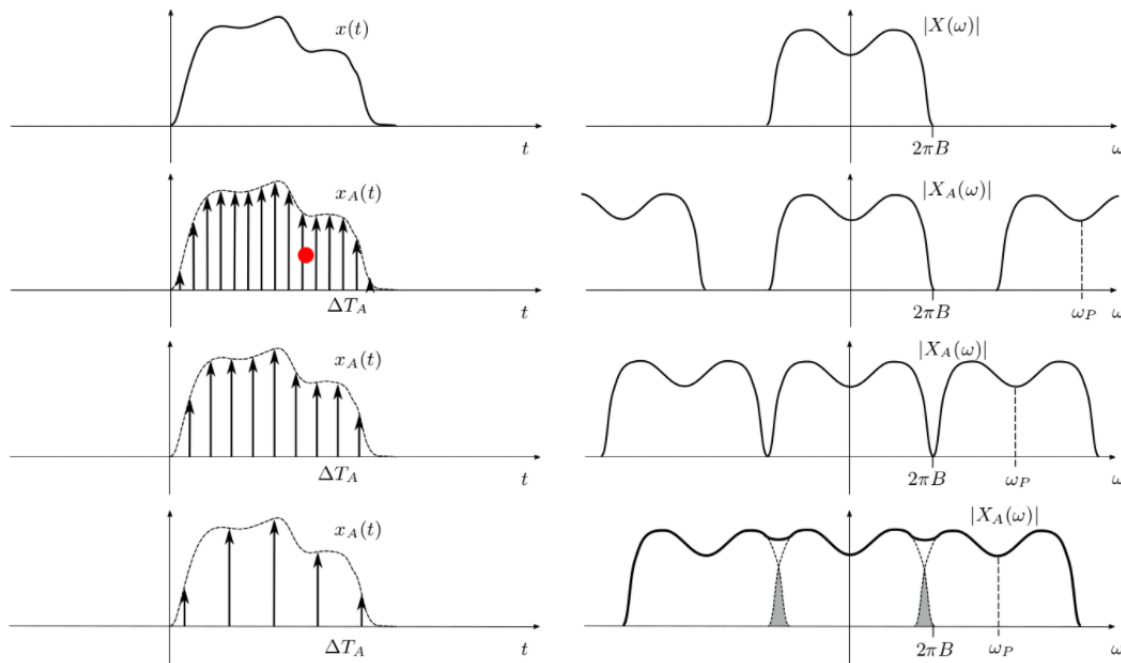 x(t)
|X(ω)|
t
2πB
ω
x_A(t)
|X_A(ω)|
ΔT_A
t
2πB
ω_P
ω
x_A(t)
|X_A(ω)|
ΔT_A
t
2πB
ω_P
ω
x_A(t)
|X_A(ω)|
ΔT_A
t
2πB
ω_P
ω